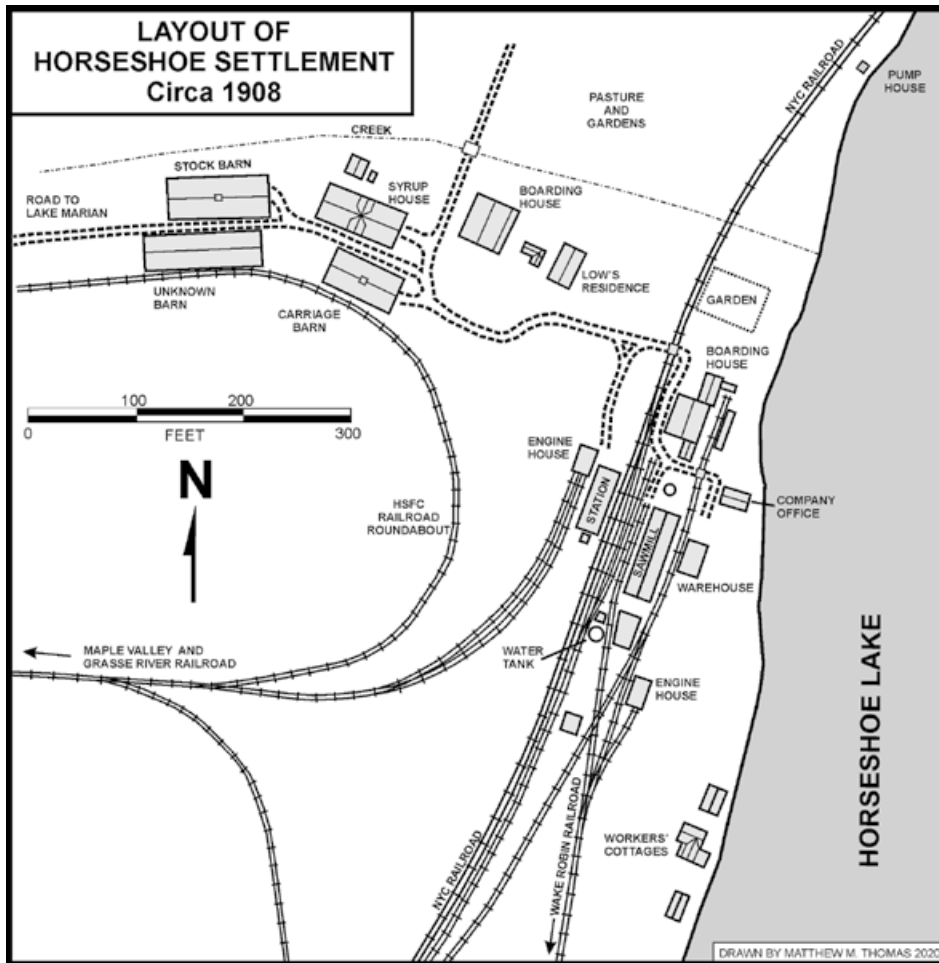 LAYOUT OF
HORSESHOE SETTLEMENT
Circa 1908
NYC RAILROAD
PUMP
HOUSE
PASTURE
AND
GARDENS
CREEK
STOCK BARN
SYRUP
HOUSE
BOARDING
HOUSE
ROAD TO
LAKE MARIAN
LOW'S
RESIDENCE
UNKNOWN
BARN
CARRIAGE
BARN
GARDEN
BOARDING
HOUSE
100
200
0
FEET
300
N
ENGINE
HOUSE
STATION
HSFC
RAILROAD
ROUNDABOUT
COMPANY
OFFICE
SAWMILL
WAREHOUSE
MAPLE VALLEY AND
GRASSE RIVER RAILROAD
WATER
TANK
ENGINE
HOUSE
HORSESHOE LAKE
WORKERS'
COTTAGES
NYC RAILROAD
WAKE ROBIN RAILROAD
DRAWN BY MATTHEW M. THOMAS 2020